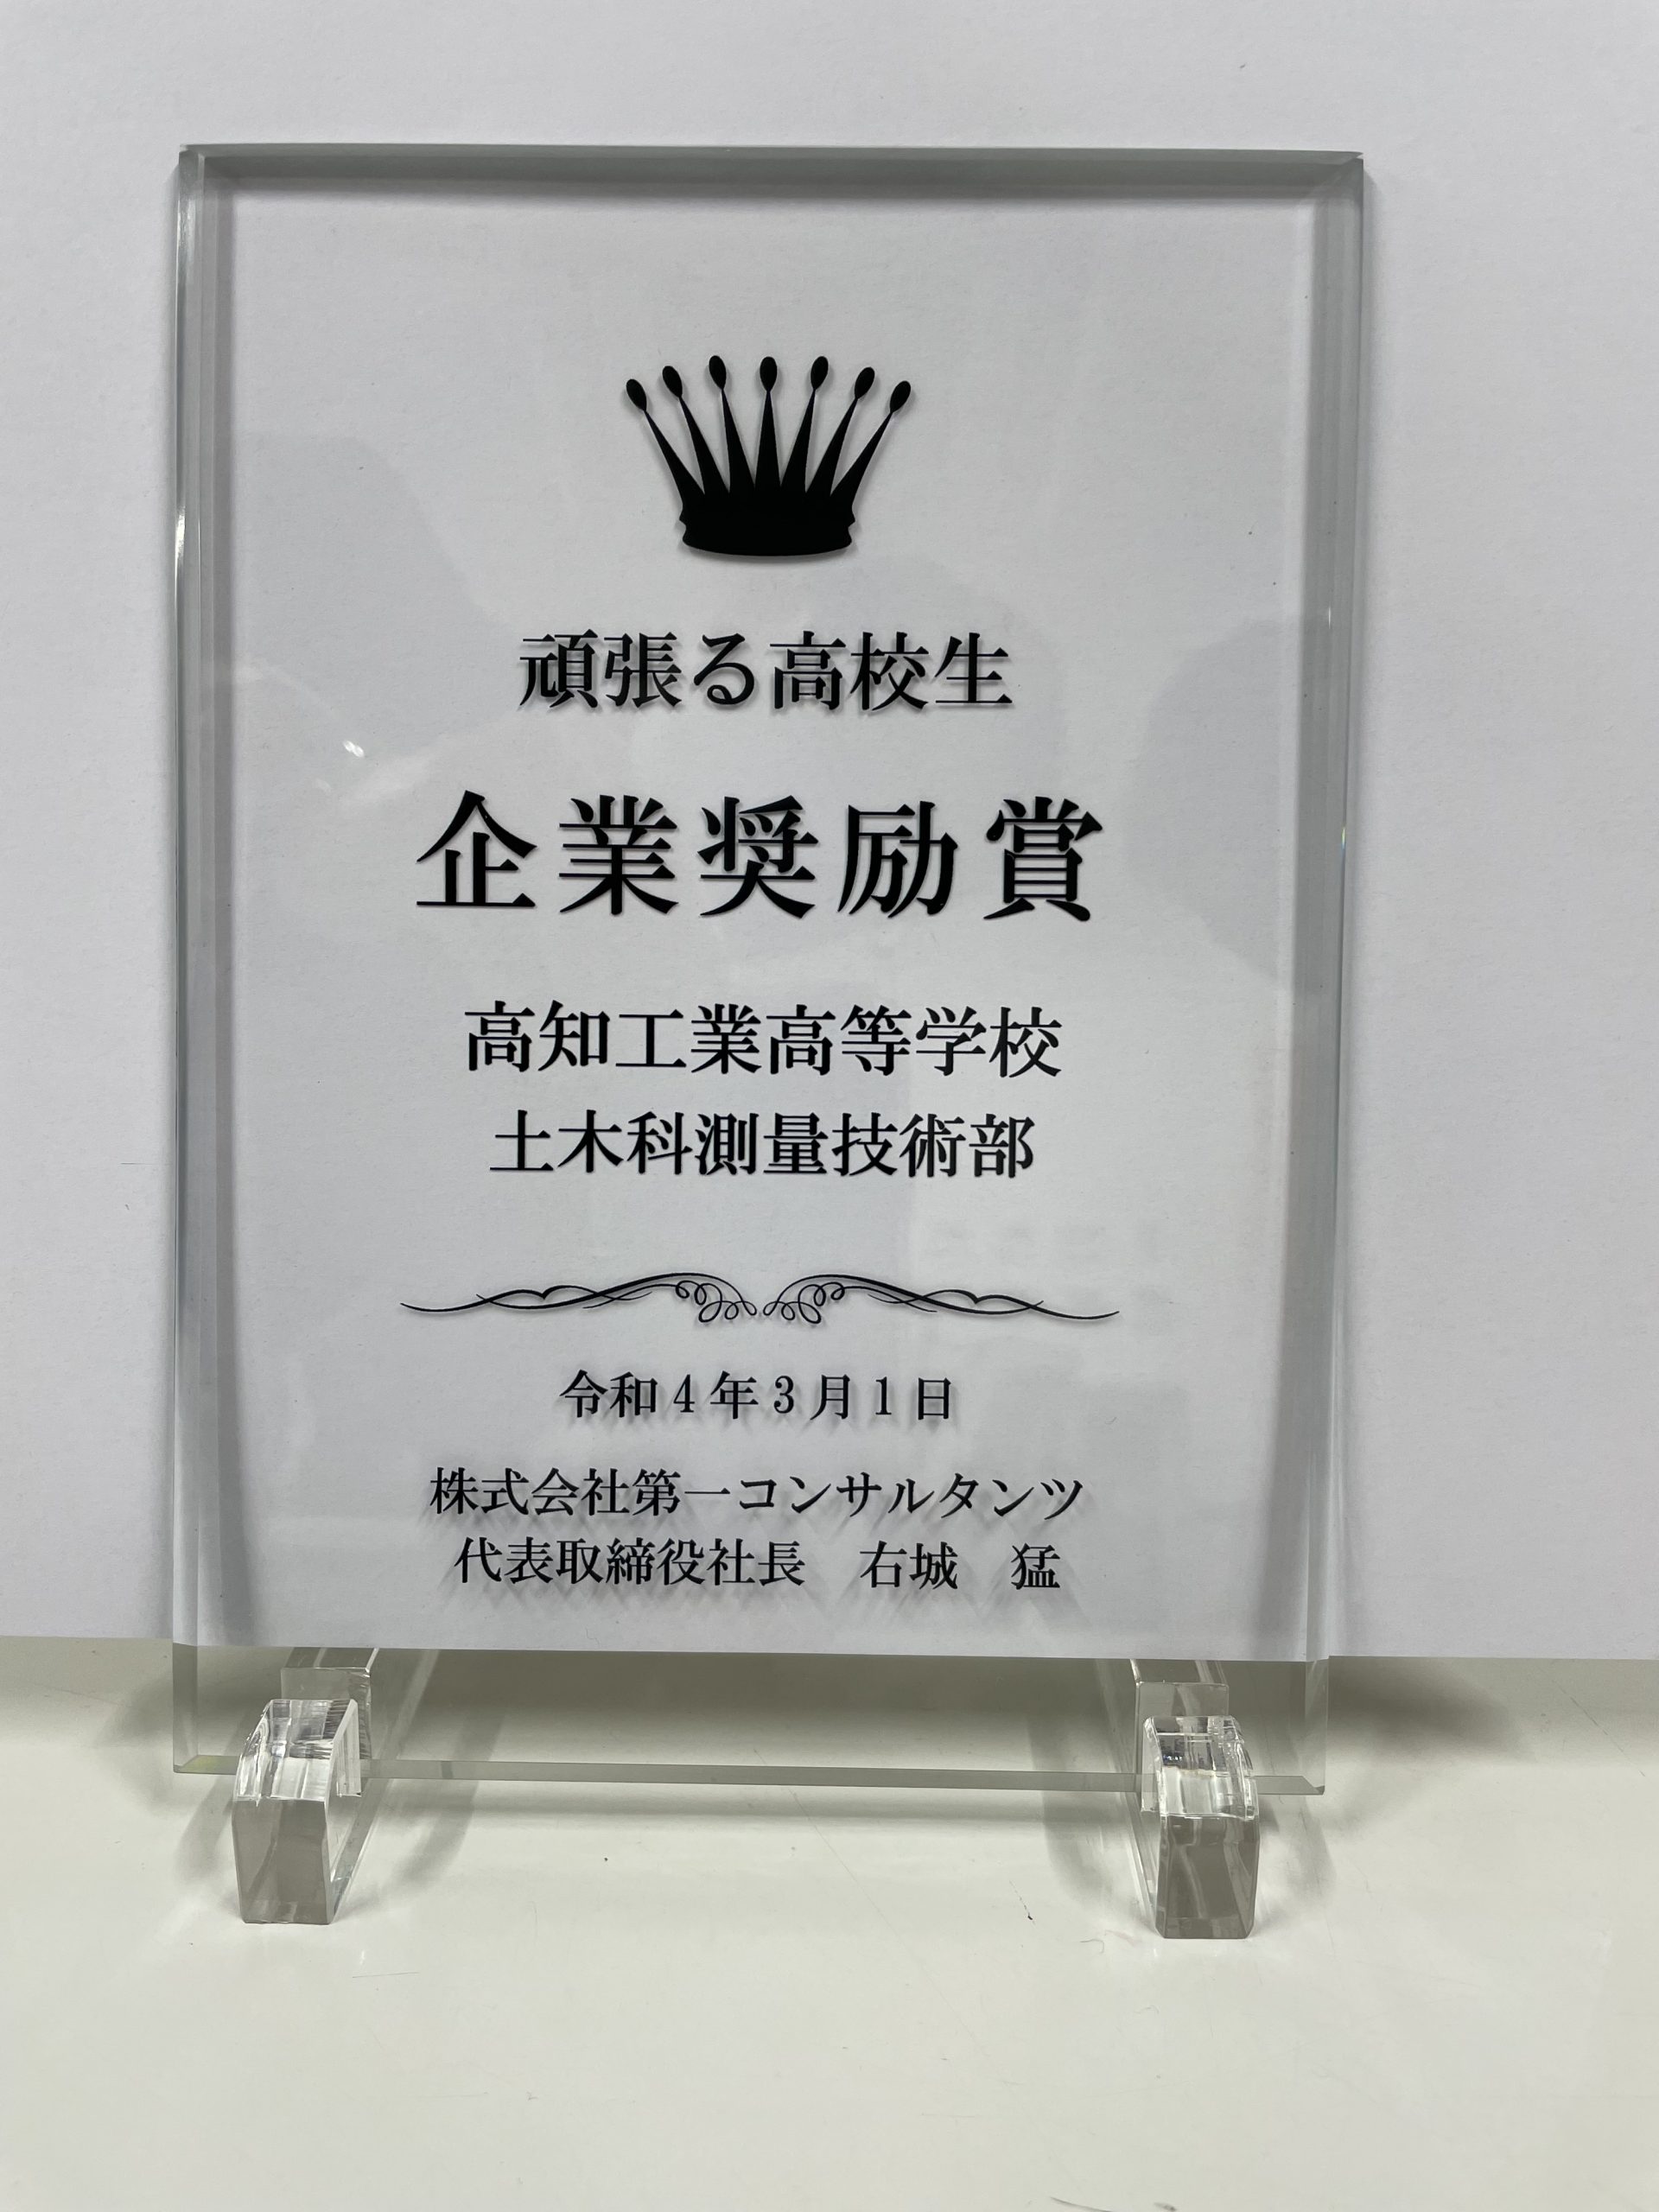 頑張る高校生
企業奨励賞
高知工業高等学校
土木科測量技術部
令和4年3月1日
株式会社第一コンサルタンツ
代表取締役社長　右城　猛